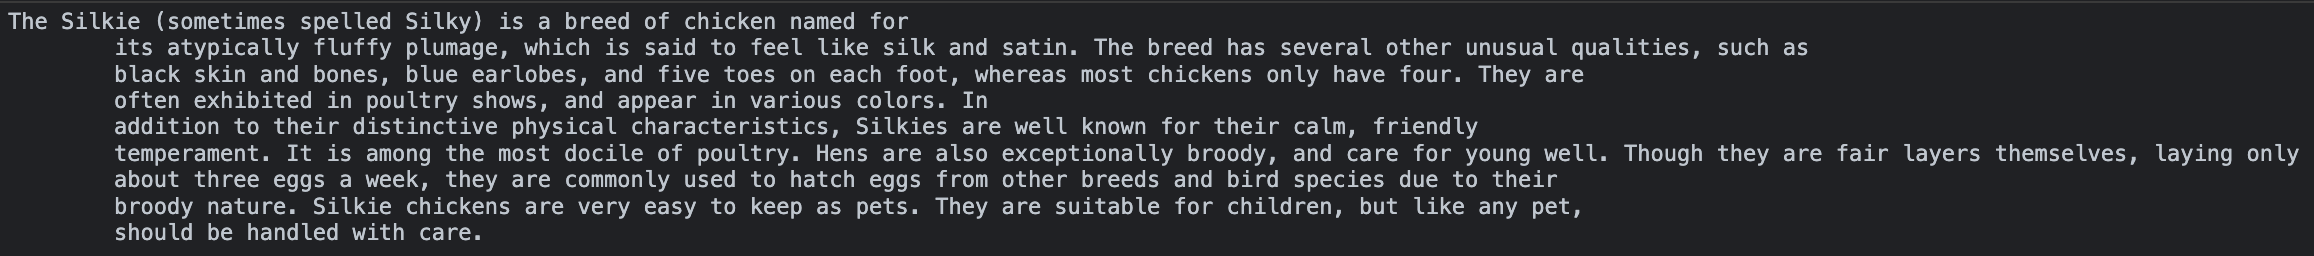 The Silkie (sometimes spelled Silky) is a breed of chicken named for
its atypically fluffy plumage, which is said to feel like silk and satin. The breed has several other unusual qualities, such as
black skin and bones, blue earlobes, and five toes on each foot, whereas most chickens only have four. They are
often exhibited in poultry shows, and appear in various colors. In
addition to their distinctive physical characteristics, Silkies are well known for their calm, friendly
temperament. It is among the most docile of poultry. Hens are also exceptionally broody, and care for young well. Though they are fair layers themselves, laying only
about three eggs a week, they are commonly used to hatch eggs from other breeds and bird species due to their
broody nature. Silkie chickens are very easy to keep as pets. They are suitable for children, but like any pet,
should be handled with care.